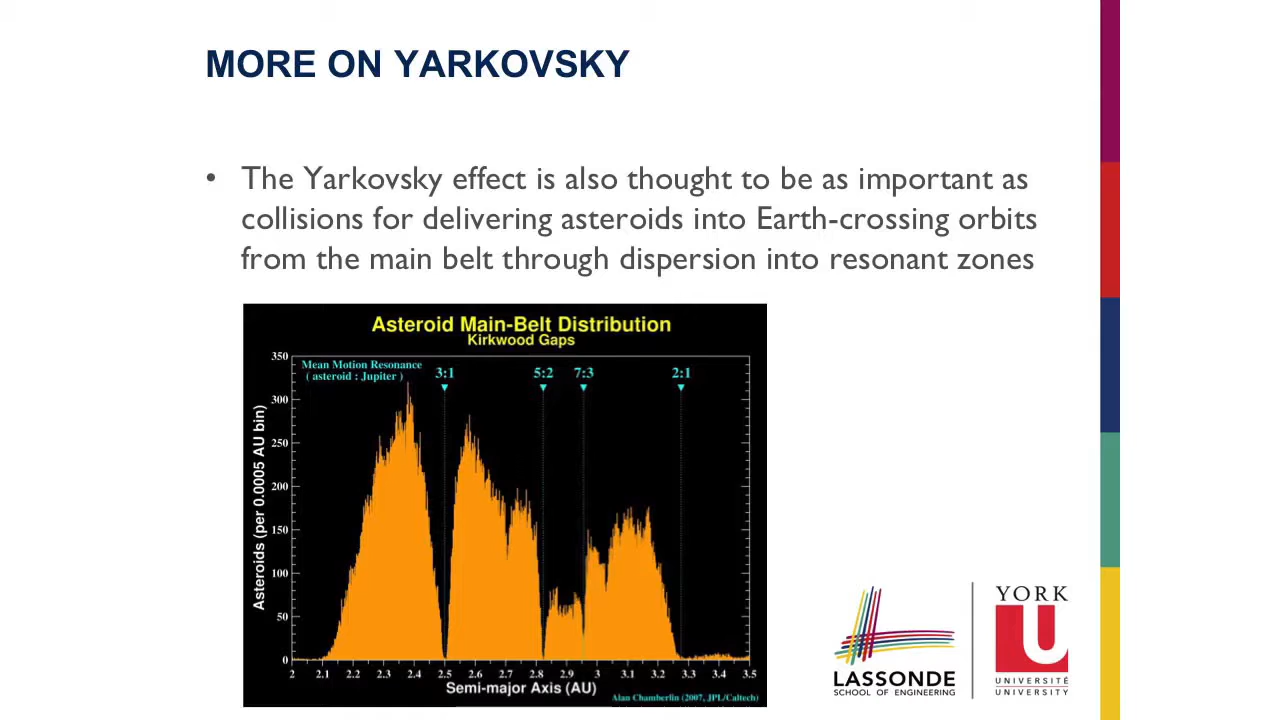 MORE ON YARKOVSKY
• The Yarkovsky effect is also thought to be as important as
collisions for delivering asteroids into Earth-crossing orbits
from the main belt through dispersion into resonant zones
Asteroid Main-Belt Distribution
Kirkwood Gaps
Mean Motion Resonance
( asteroid : Jupiter )
3:1 5:2 7:3 2:1
Asteroids (per 0.0005 AU bin)
350
300
250
200
150
100
50
0
2 2.1 2.2 2.3 2.4 2.5 2.6 2.7 2.8 2.9 3 3.1 3.2 3.3 3.4 3.5
Semi-major Axis (AU)
Alan Chamberlin (2007, JPL/Caltech)
LASSONDE
SCHOOL OF ENGINEERING
YORK
U
UNIVERSITÉ
UNIVERSITY